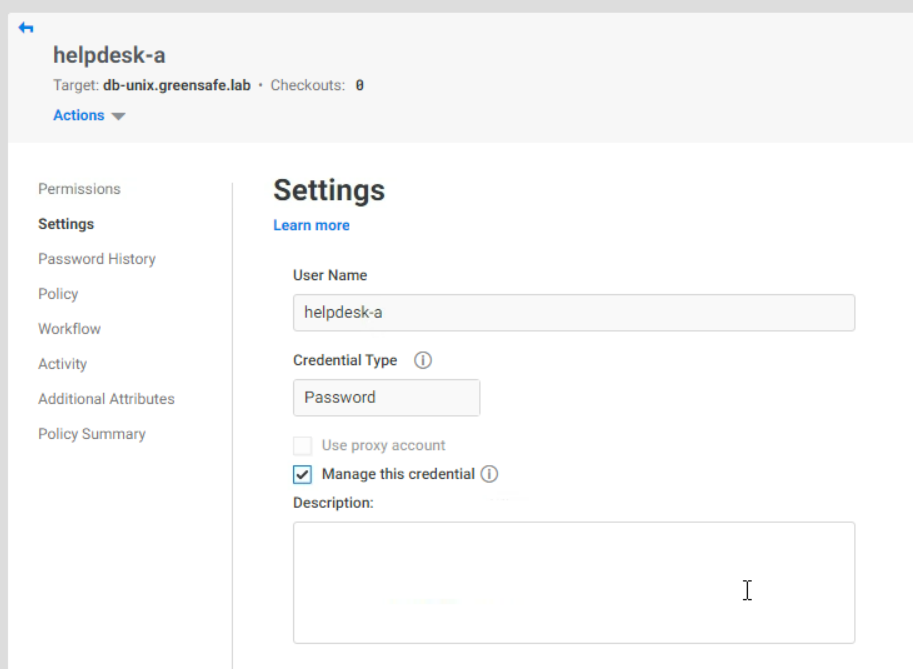 helpdesk-a
Target: db-unix.greensafe.lab • Checkouts: 0
Actions
Permissions
Settings
Password History
Policy
Workflow
Activity
Additional Attributes
Policy Summary
Settings
Learn more
User Name
helpdesk-a
Credential Type
Password
Use proxy account
Manage this credential
Description: